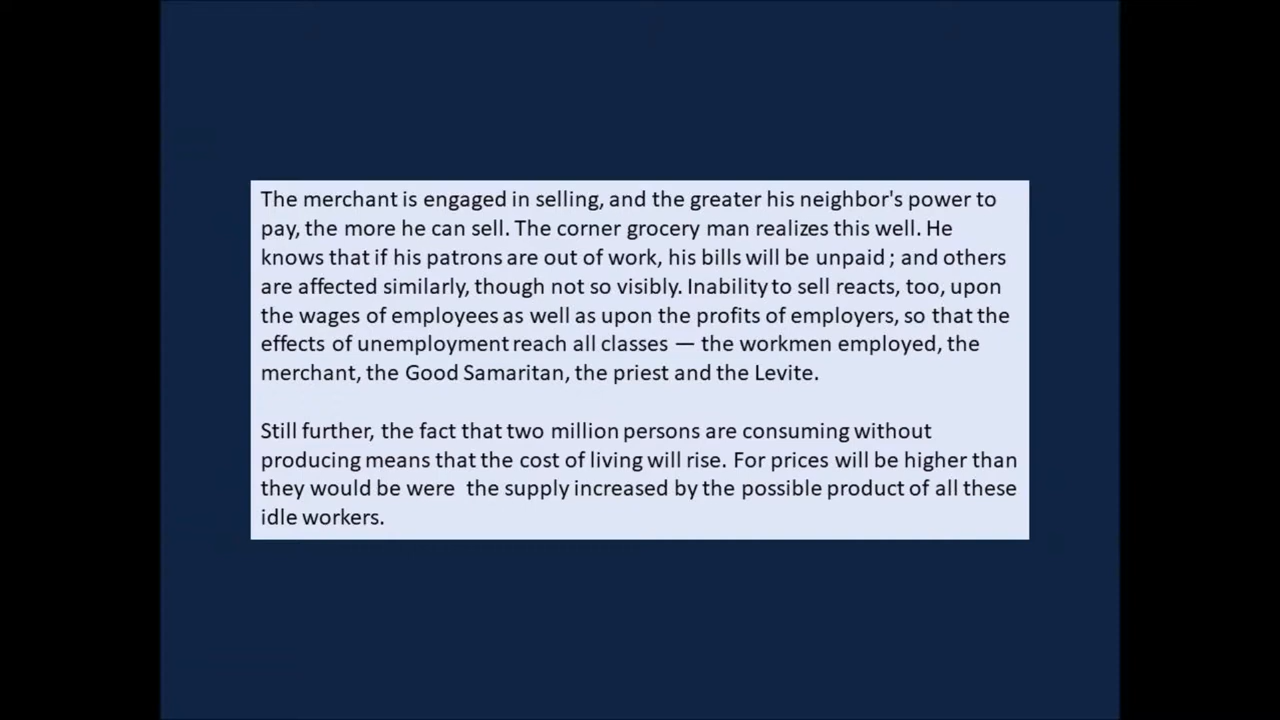 The merchant is engaged in selling, and the greater his neighbor's power to
pay, the more he can sell. The corner grocery man realizes this well. He
knows that if his patrons are out of work, his bills will be unpaid ; and others
are affected similarly, though not so visibly. Inability to sell reacts, too, upon
the wages of employees as well as upon the profits of employers, so that the
effects of unemployment reach all classes — the workmen employed, the
merchant, the Good Samaritan, the priest and the Levite.

Still further, the fact that two million persons are consuming without
producing means that the cost of living will rise. For prices will be higher than
they would be were  the supply increased by the possible product of all these
idle workers.